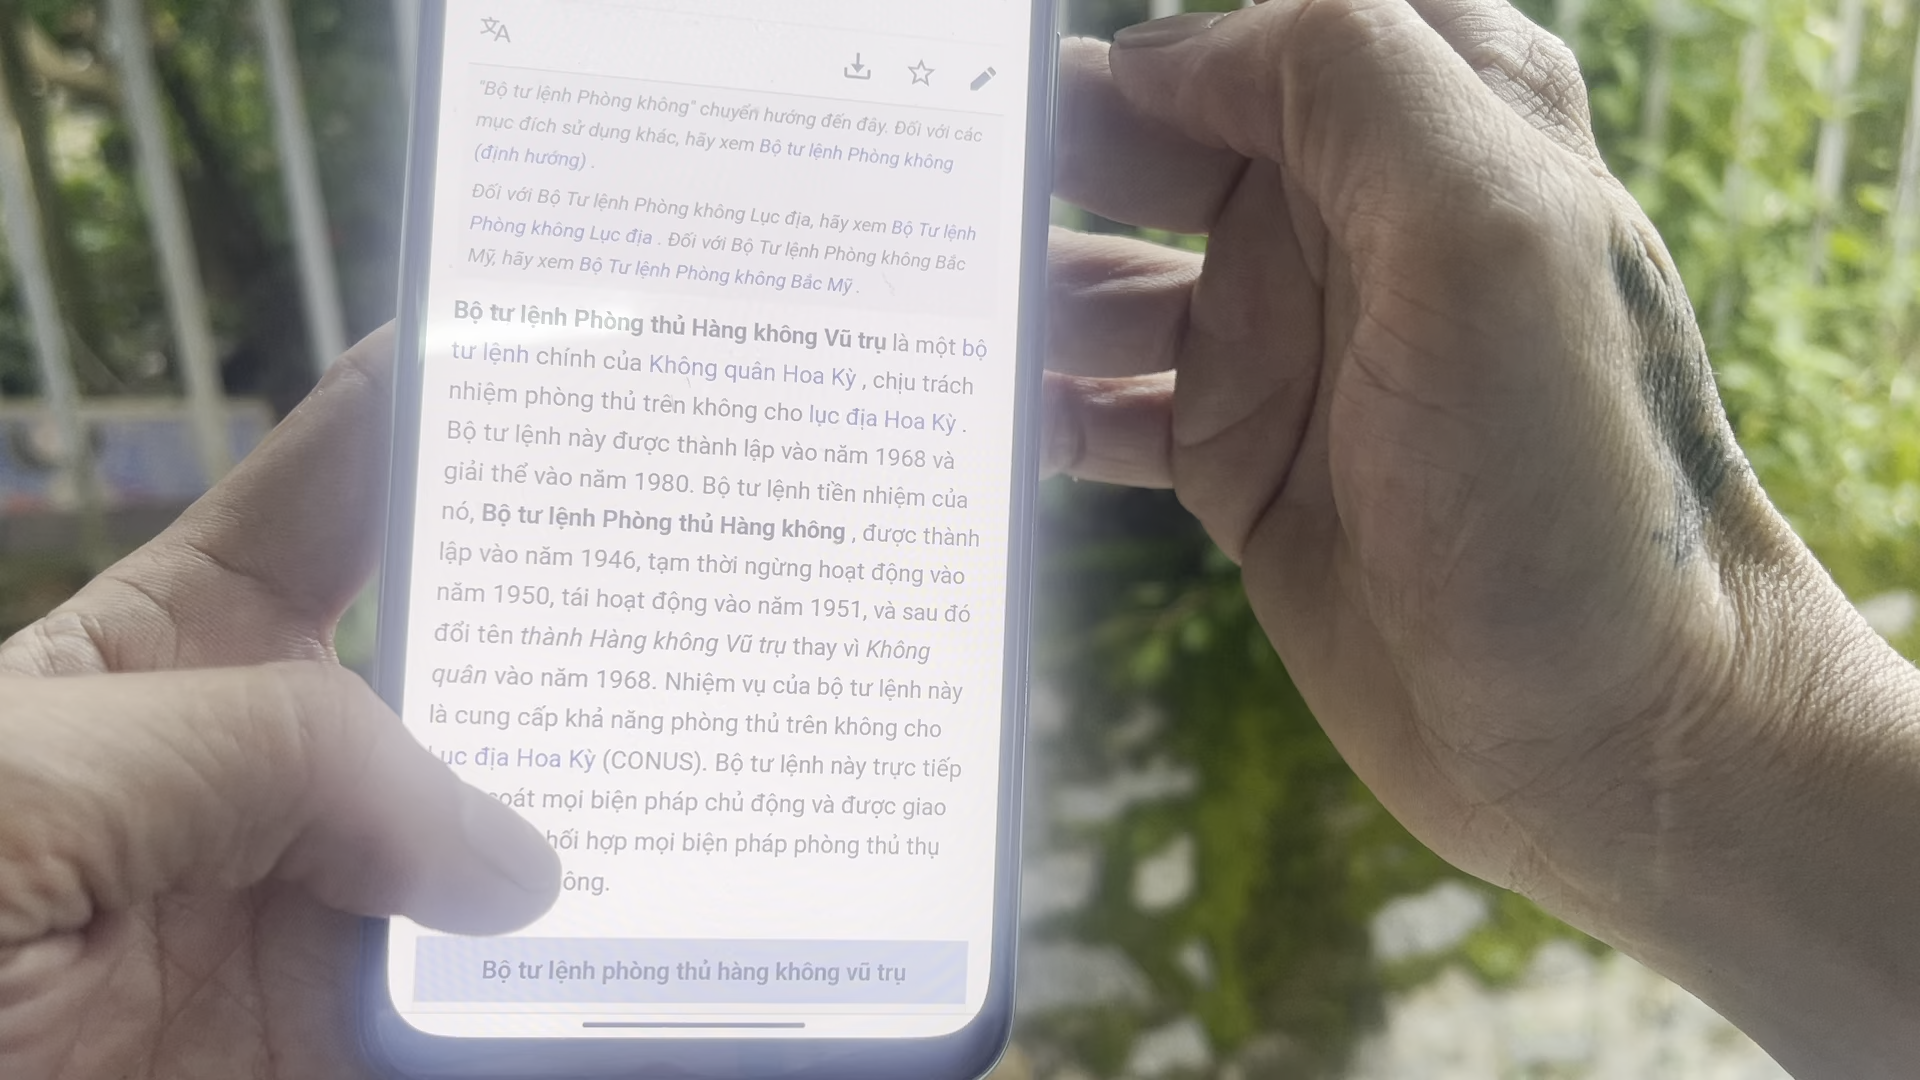 "Bộ tư lệnh Phòng không" chuyển hướng đến đây. Đối với các
mục đích sử dụng khác, hãy xem Bộ tư lệnh Phòng không
(định hướng) .
Đối với Bộ Tư lệnh Phòng không Lục địa, hãy xem Bộ Tư lệnh
Phòng không Lục địa . Đối với Bộ Tư lệnh Phòng không Bắc
Mỹ, hãy xem Bộ Tư lệnh Phòng không Bắc Mỹ .
Bộ tư lệnh Phòng thủ Hàng không Vũ trụ là một bộ
tư lệnh chính của Không quân Hoa Kỳ , chịu trách
nhiệm phòng thủ trên không cho lục địa Hoa Kỳ .
Bộ tư lệnh này được thành lập vào năm 1968 và
giải thể vào năm 1980. Bộ tư lệnh tiền nhiệm của
nó, Bộ tư lệnh Phòng thủ Hàng không , được thành
lập vào năm 1946, tạm thời ngừng hoạt động vào
năm 1950, tái hoạt động vào năm 1951, và sau đó
đổi tên thành Hàng không Vũ trụ thay vì Không
quân vào năm 1968. Nhiệm vụ của bộ tư lệnh này
là cung cấp khả năng phòng thủ trên không cho
địa Hoa Kỳ (CONUS). Bộ tư lệnh này trực tiếp
mọi biện pháp chủ động và được giao
hợp mọi biện pháp phòng thủ thụ
Bộ tư lệnh phòng thủ hàng không vũ trụ